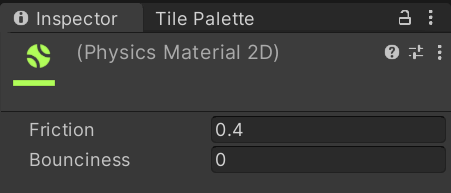 Inspector Tile Palette
(Physics Material 2D)
Friction 0.4
Bounciness 0